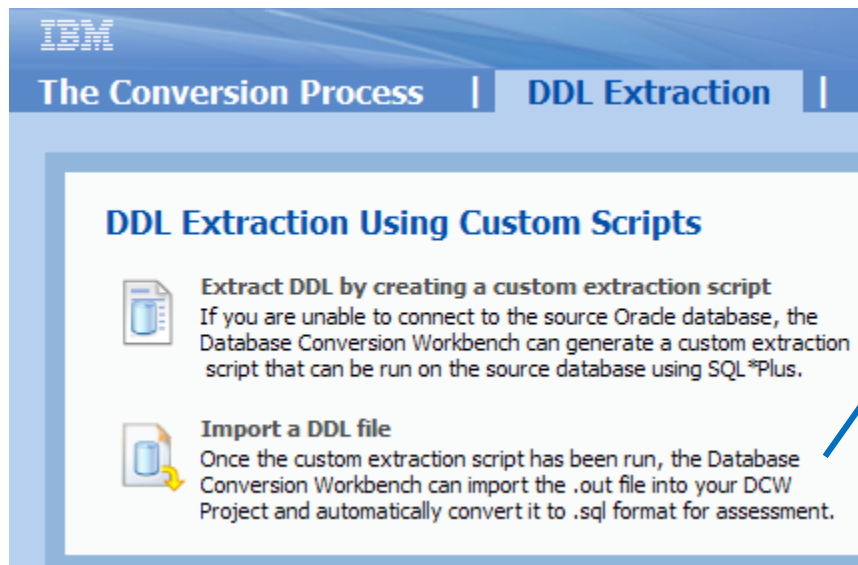 IBM
The Conversion Process | DDL Extraction |
DDL Extraction Using Custom Scripts
Extract DDL by creating a custom extraction script
If you are unable to connect to the source Oracle database, the
Database Conversion Workbench can generate a custom extraction
script that can be run on the source database using SQL*Plus.
Import a DDL file
Once the custom extraction script has been run, the Database
Conversion Workbench can import the .out file into your DCW
Project and automatically convert it to .sql format for assessment.